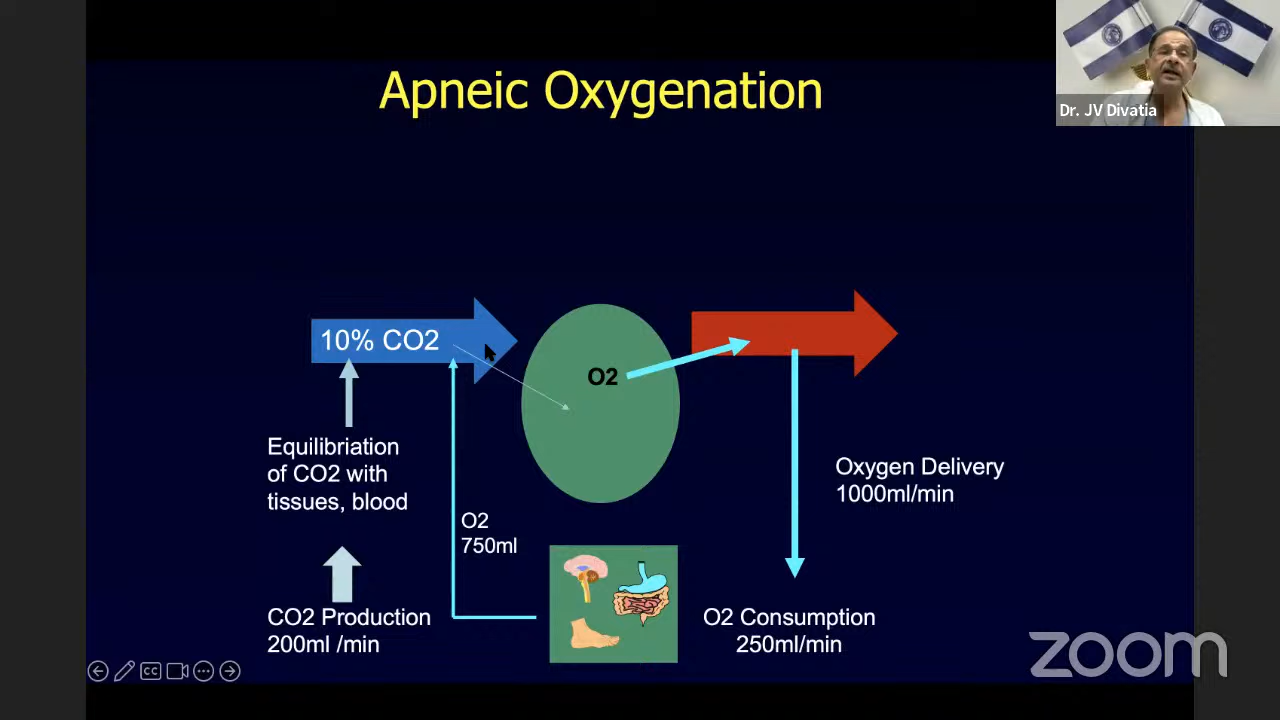 Apneic Oxygenation
Dr. JV Divatia
10% CO2
O2
Equilibriation
of CO2 with
tissues, blood
Oxygen Delivery
1000ml/min
O2
750ml
CO2 Production
200ml /min
O2 Consumption
250ml/min
CC
zoom